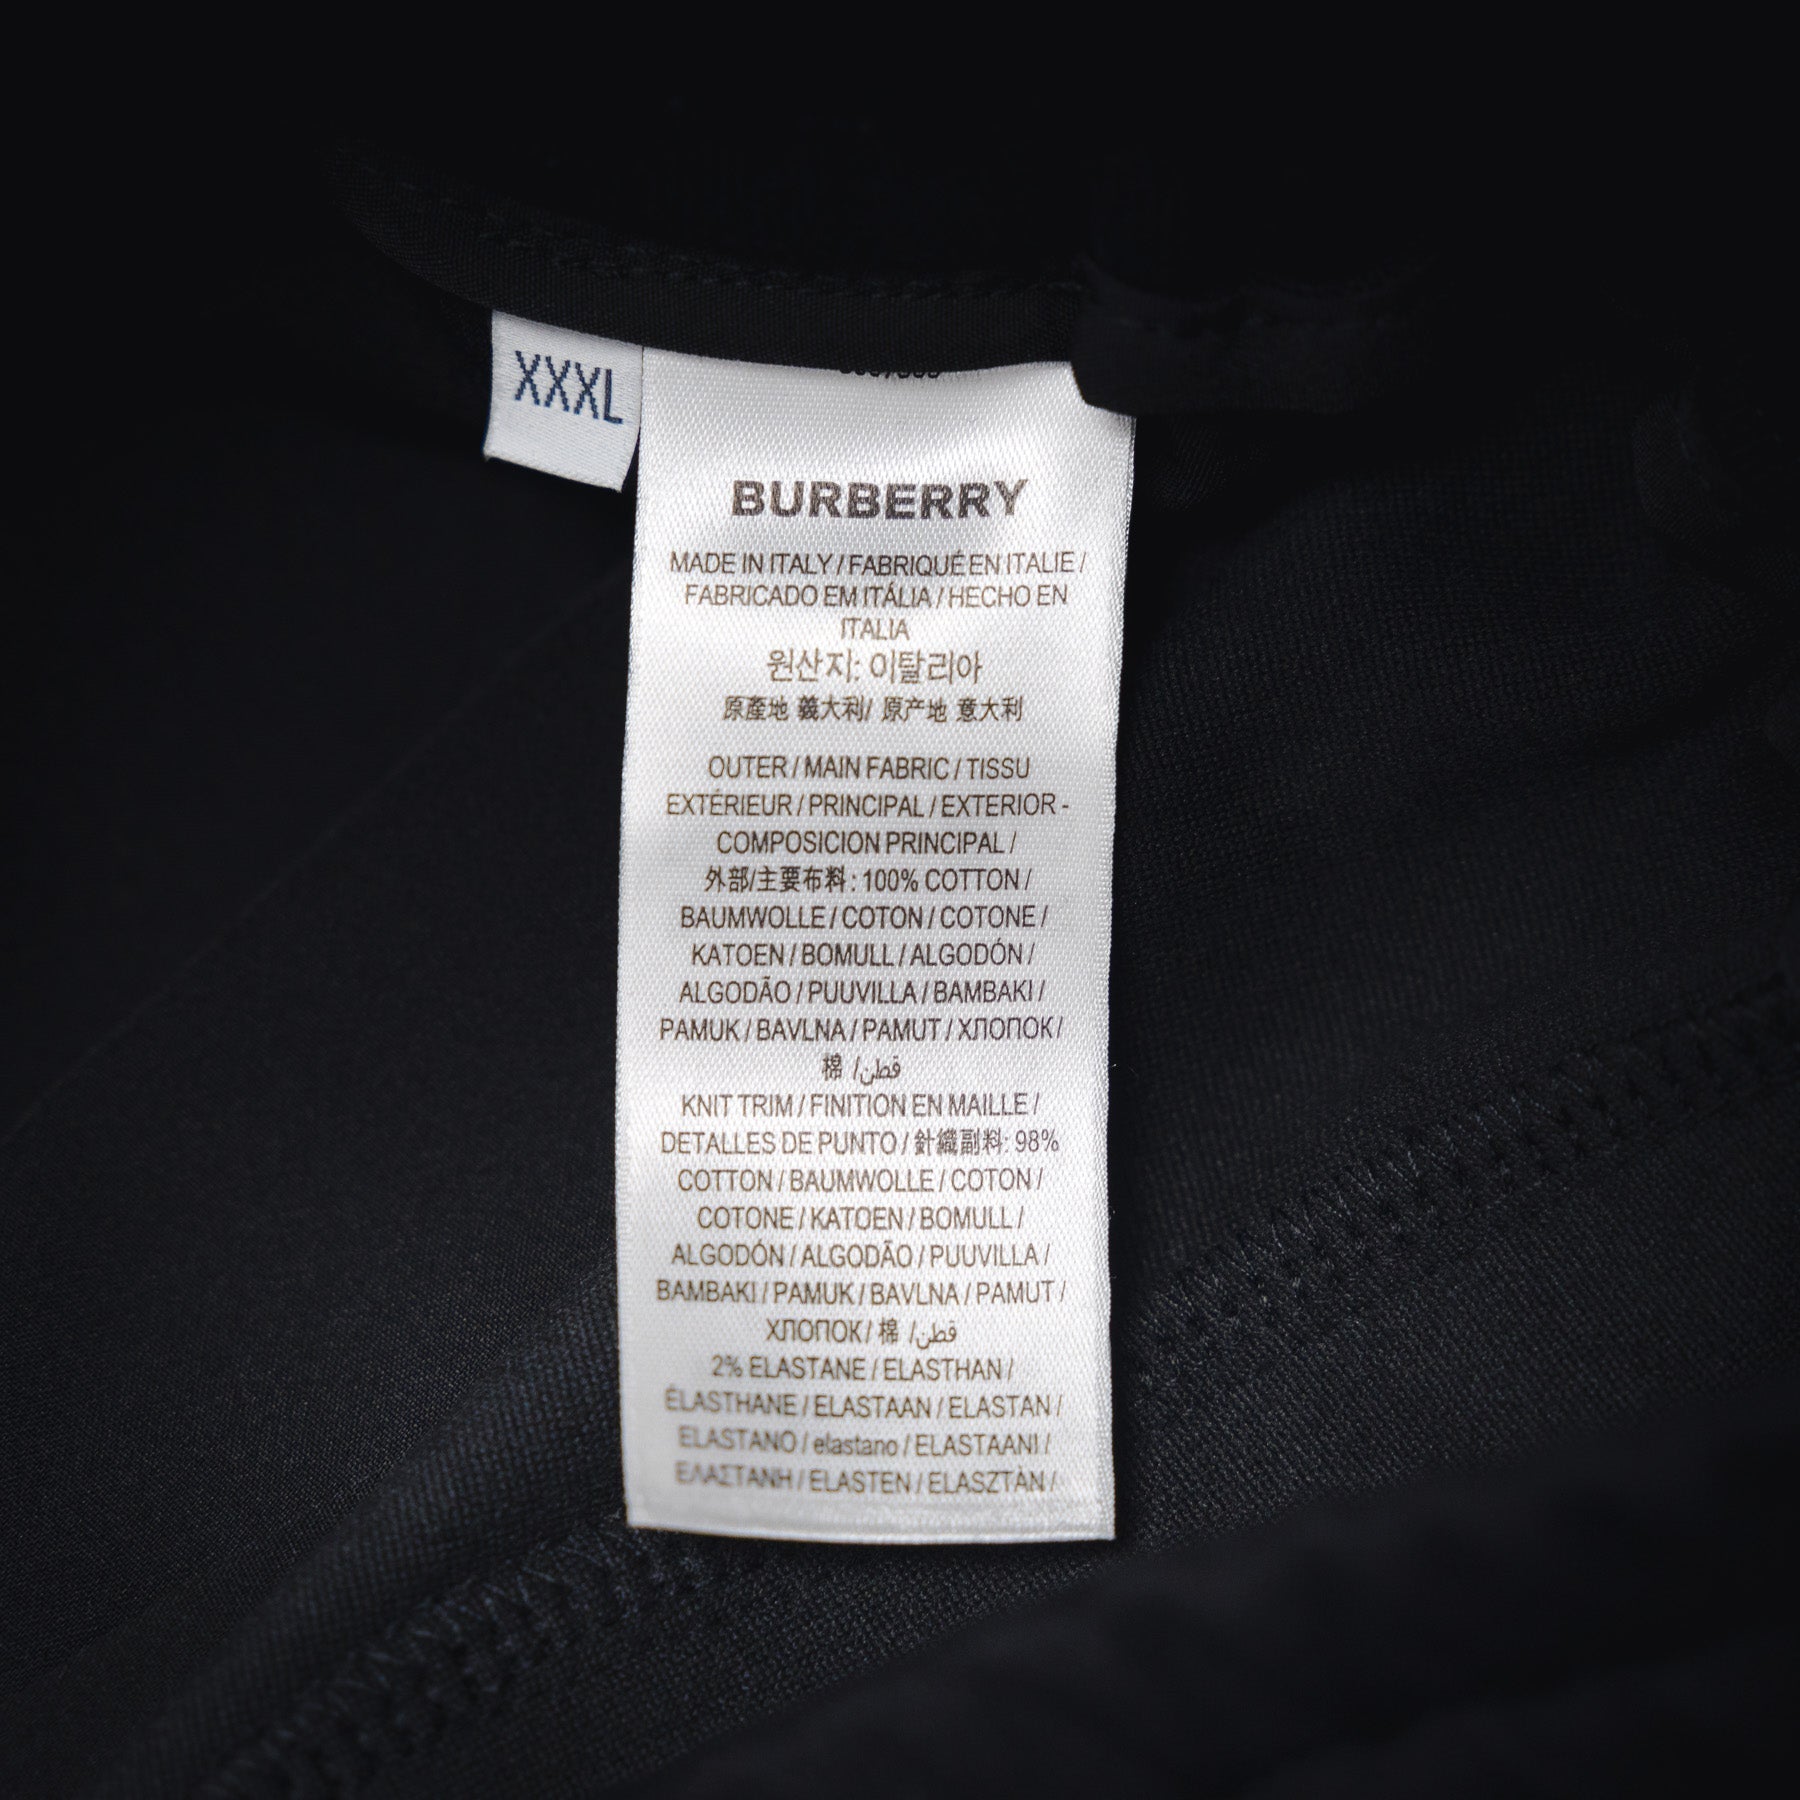 XXXL
BURBERRY
MADE IN ITALY / FABRIQUÉ EN ITALIE /
FABRICADO EM ITÁLIA / HECHO EN
ITALIA
원산지: 이탈리아
原產地 義大利/ 原产地 意大利
OUTER / MAIN FABRIC / TISSU
EXTÉRIEUR / PRINCIPAL / EXTERIOR -
COMPOSICION PRINCIPAL /
外部/主要布料: 100% COTTON /
BAUMWOLLE / COTON / COTONE /
KATOEN / BOMULL / ALGODÓN /
ALGODÃO / PUUVILLA / BAMBAKI /
PAMUK / BAVLNA / PAMUT / ХЛОПОК /
棉 /قطن
KNIT TRIM / FINITION EN MAILLE /
DETALLES DE PUNTO / 針織副料: 98%
COTTON / BAUMWOLLE / COTON /
COTONE / KATOEN / BOMULL /
ALGODÓN / ALGODÃO / PUUVILLA /
BAMBAKI / PAMUK / BAVLNA / PAMUT /
ХЛОПОК / 棉 /قطن
2% ELASTANE / ELASTHAN /
ÉLASTHANE / ELASTAAN / ELASTAN /
ELASTANO / elastano / ELASTAANI /
ΕΛΑΣΤΑΝΗ / ELASTEN / ELASZTÀN /